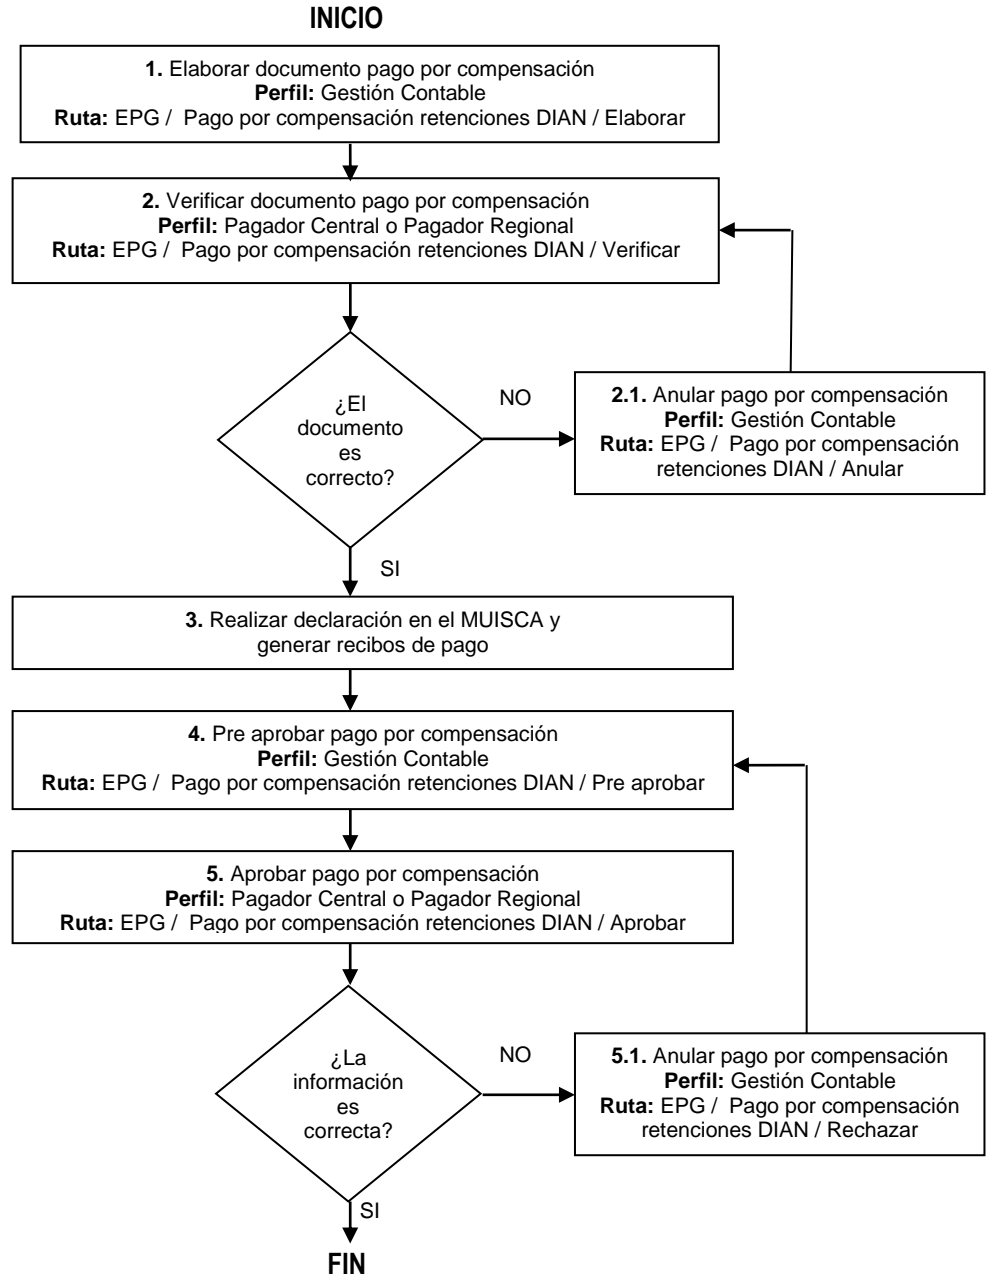 INICIO
1. Elaborar documento pago por compensación
Perfil: Gestión Contable
Ruta: EPG /  Pago por compensación retenciones DIAN / Elaborar
2. Verificar documento pago por compensación
Perfil: Pagador Central o Pagador Regional
Ruta: EPG /  Pago por compensación retenciones DIAN / Verificar
¿El
documento
es
correcto?
NO
2.1. Anular pago por compensación
Perfil: Gestión Contable
Ruta: EPG /  Pago por compensación
retenciones DIAN / Anular
SI
3. Realizar declaración en el MUISCA y
generar recibos de pago
4. Pre aprobar pago por compensación
Perfil: Gestión Contable
Ruta: EPG /  Pago por compensación retenciones DIAN / Pre aprobar
5. Aprobar pago por compensación
Perfil: Pagador Central o Pagador Regional
Ruta: EPG /  Pago por compensación retenciones DIAN / Aprobar
¿La
información
es
correcta?
NO
5.1. Anular pago por compensación
Perfil: Gestión Contable
Ruta: EPG /  Pago por compensación
retenciones DIAN / Rechazar
SI
FIN